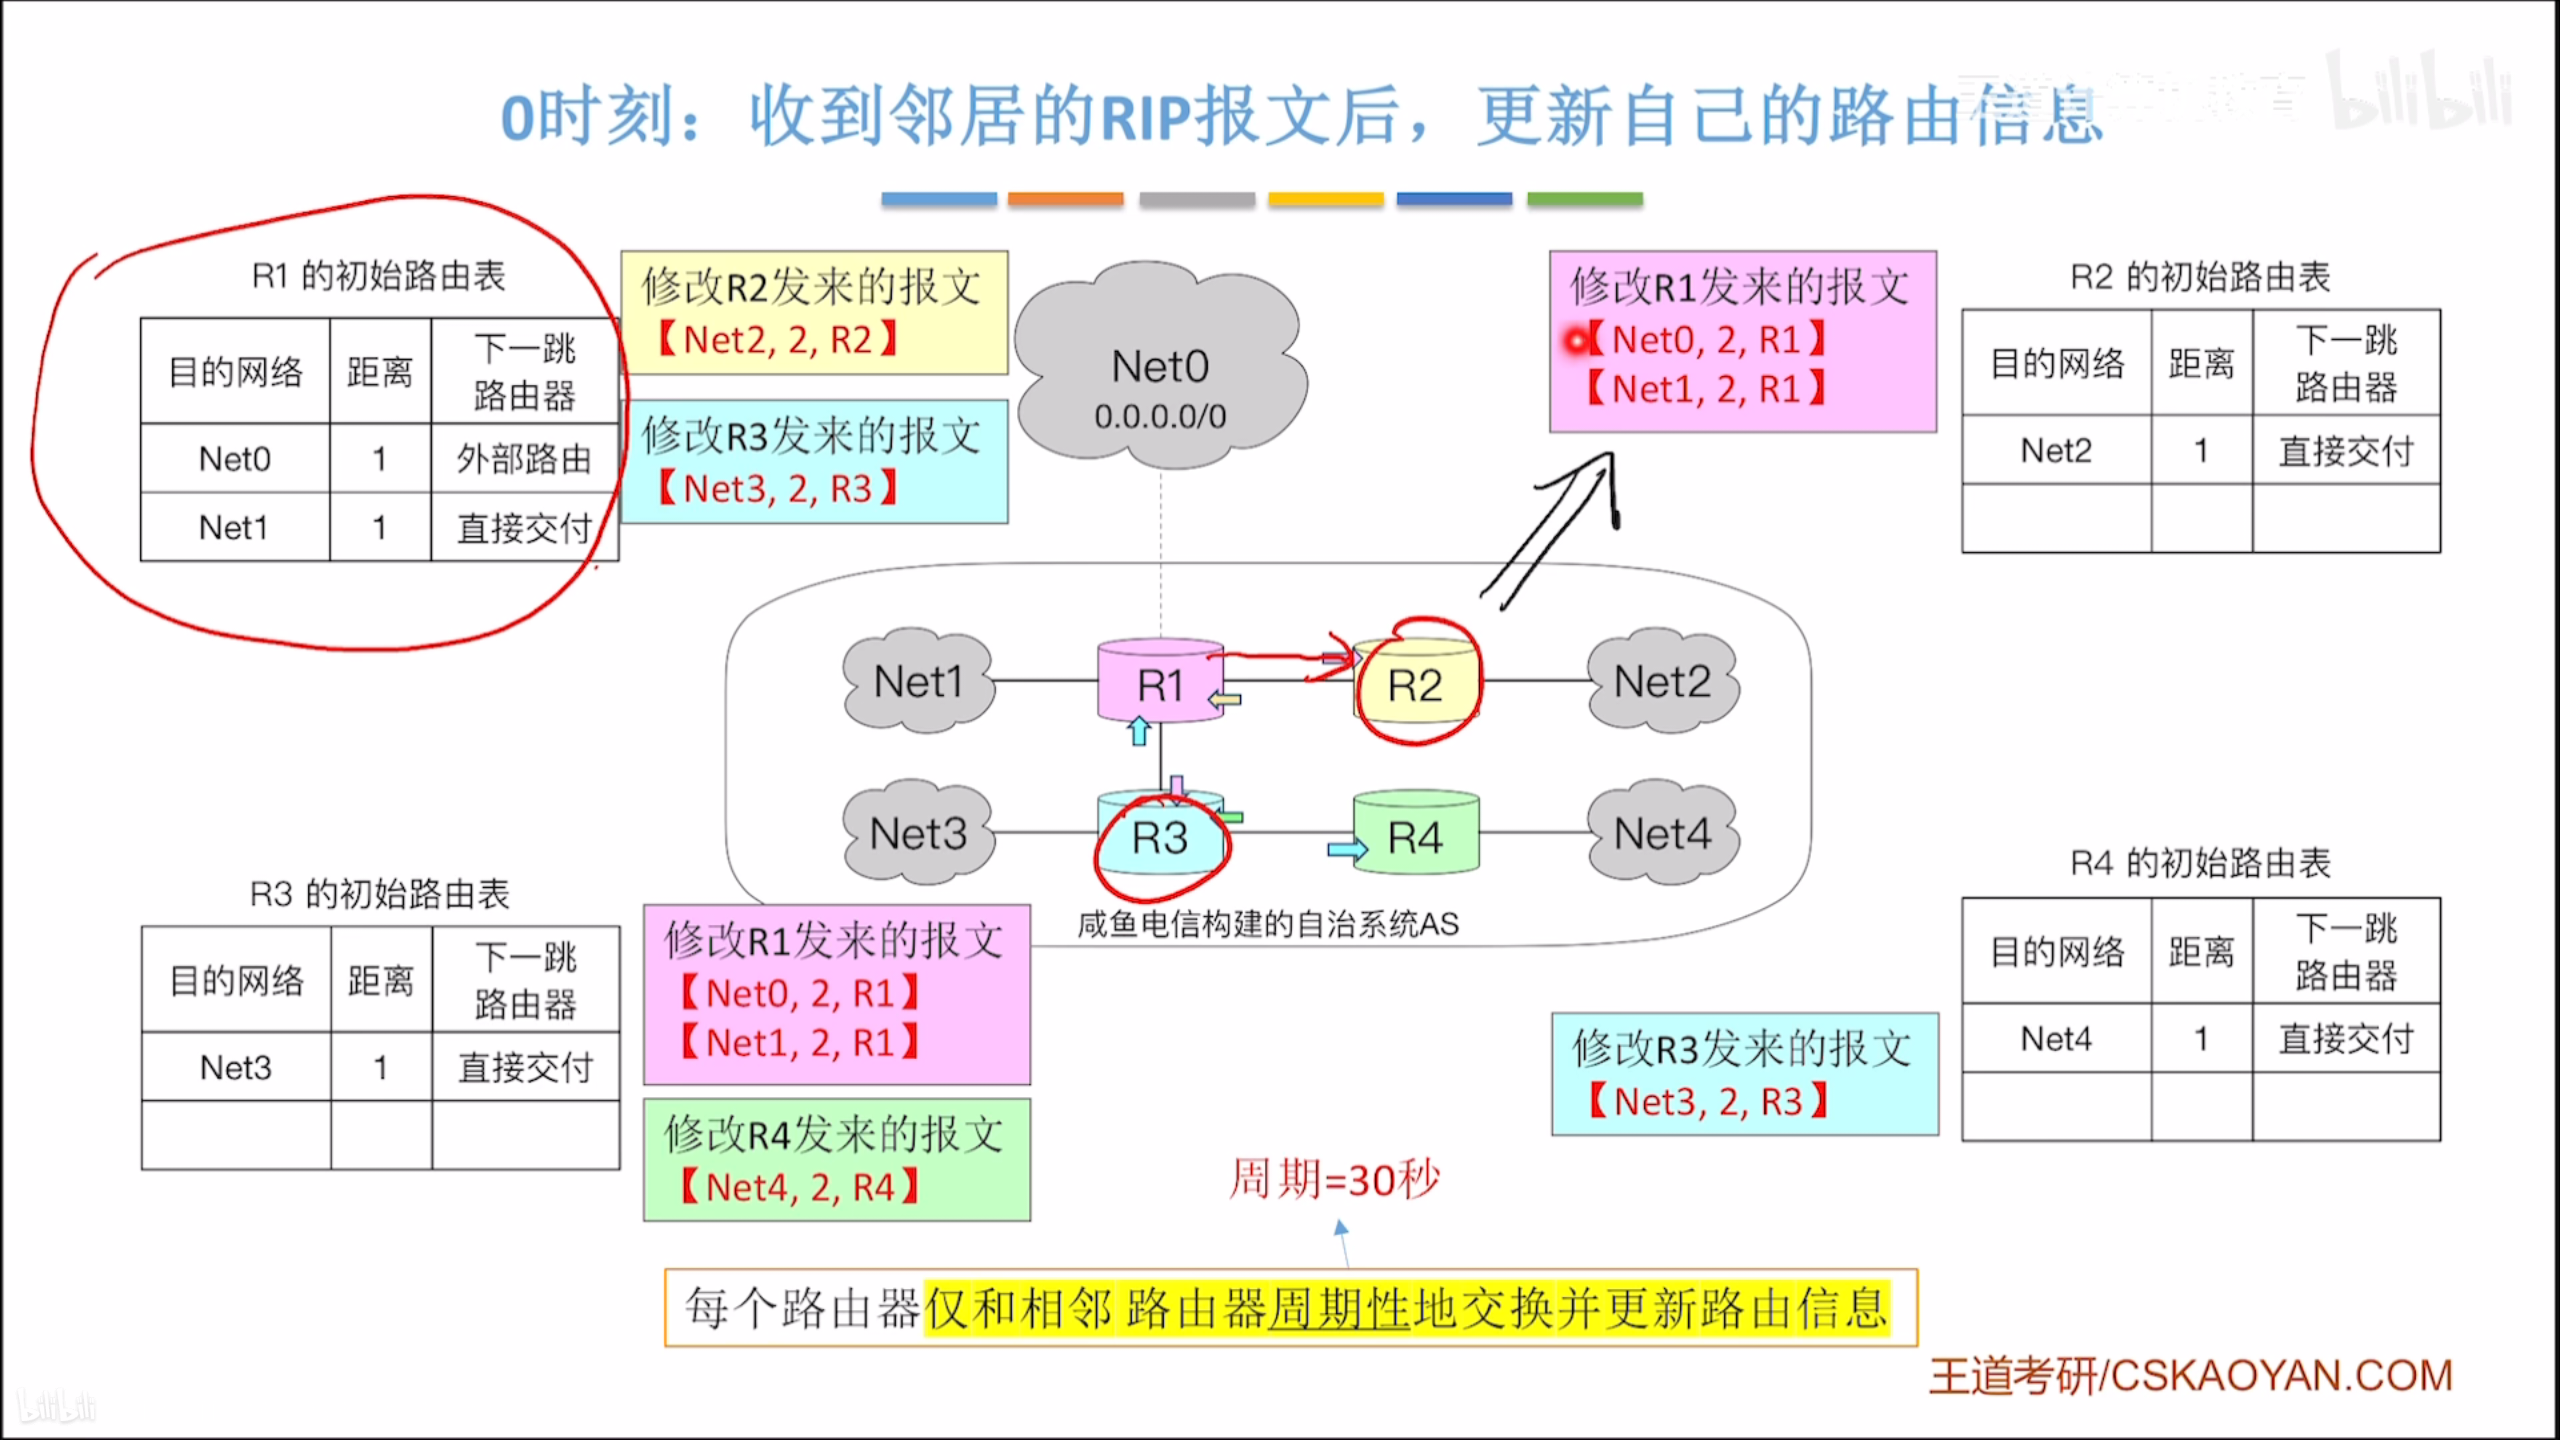 0时刻：收到邻居的RIP报文后，更新自己的路由信息
bilibili
R1 的初始路由表
目的网络 距离 下一跳路由器
Net0 1 外部路由
Net1 1 直接交付
修改R2发来的报文
【Net2, 2, R2】
修改R3发来的报文
【Net3, 2, R3】
Net0
0.0.0.0/0
修改R1发来的报文
【Net0, 2, R1】
【Net1, 2, R1】
R2 的初始路由表
目的网络 距离 下一跳路由器
Net2 1 直接交付
Net1 R1 R2 Net2
Net3 R3 R4 Net4
咸鱼电信构建的自治系统AS
R3 的初始路由表
目的网络 距离 下一跳路由器
Net3 1 直接交付
修改R1发来的报文
【Net0, 2, R1】
【Net1, 2, R1】
修改R4发来的报文
【Net4, 2, R4】
修改R3发来的报文
【Net3, 2, R3】
R4 的初始路由表
目的网络 距离 下一跳路由器
Net4 1 直接交付
周期=30秒
每个路由器仅和相邻 路由器周期性地交换并更新路由信息
王道考研/CSKAOYAN.COM
bilibili